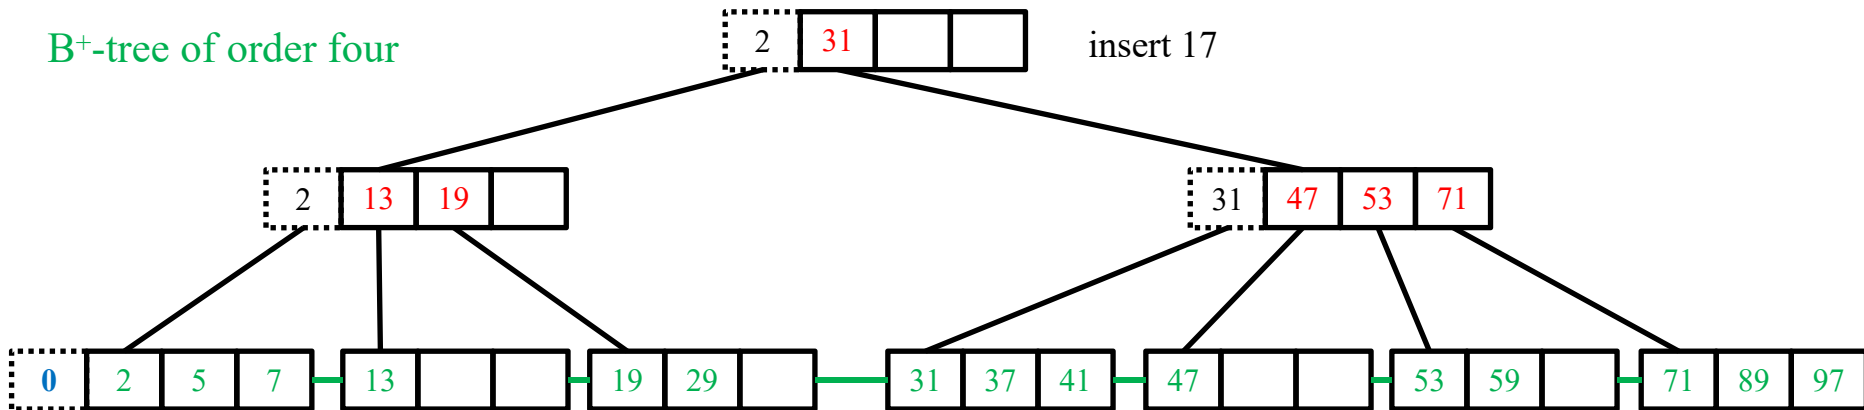 B⁺-tree of order four
2 31
insert 17
2 13 19
31 47 53 71
0 2 5 7 13 19 29 31 37 41 47 53 59 71 89 97